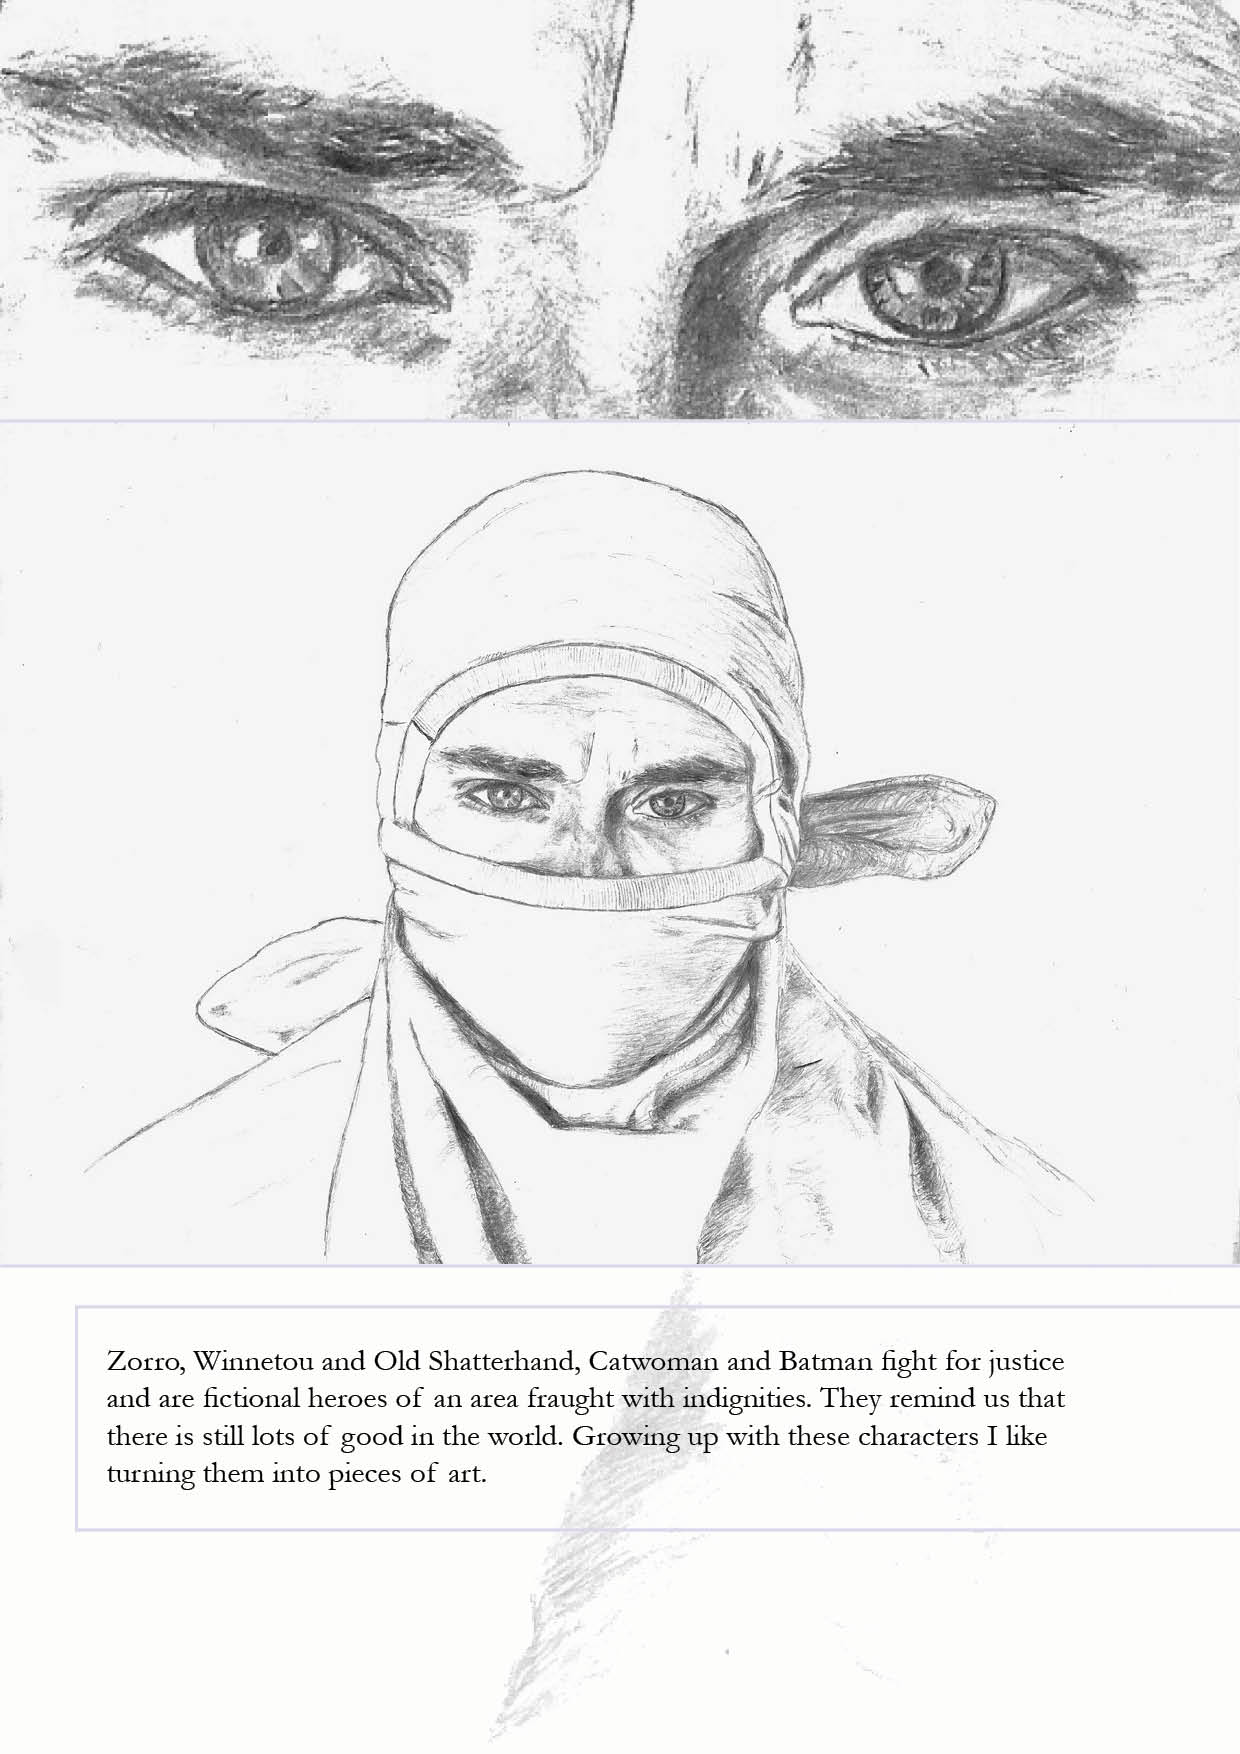 Zorro, Winnetou and Old Shatterhand, Catwoman and Batman fight for justice
and are fictional heroes of an area fraught with indignities. They remind us that
there is still lots of good in the world. Growing up with these characters I like
turning them into pieces of art.